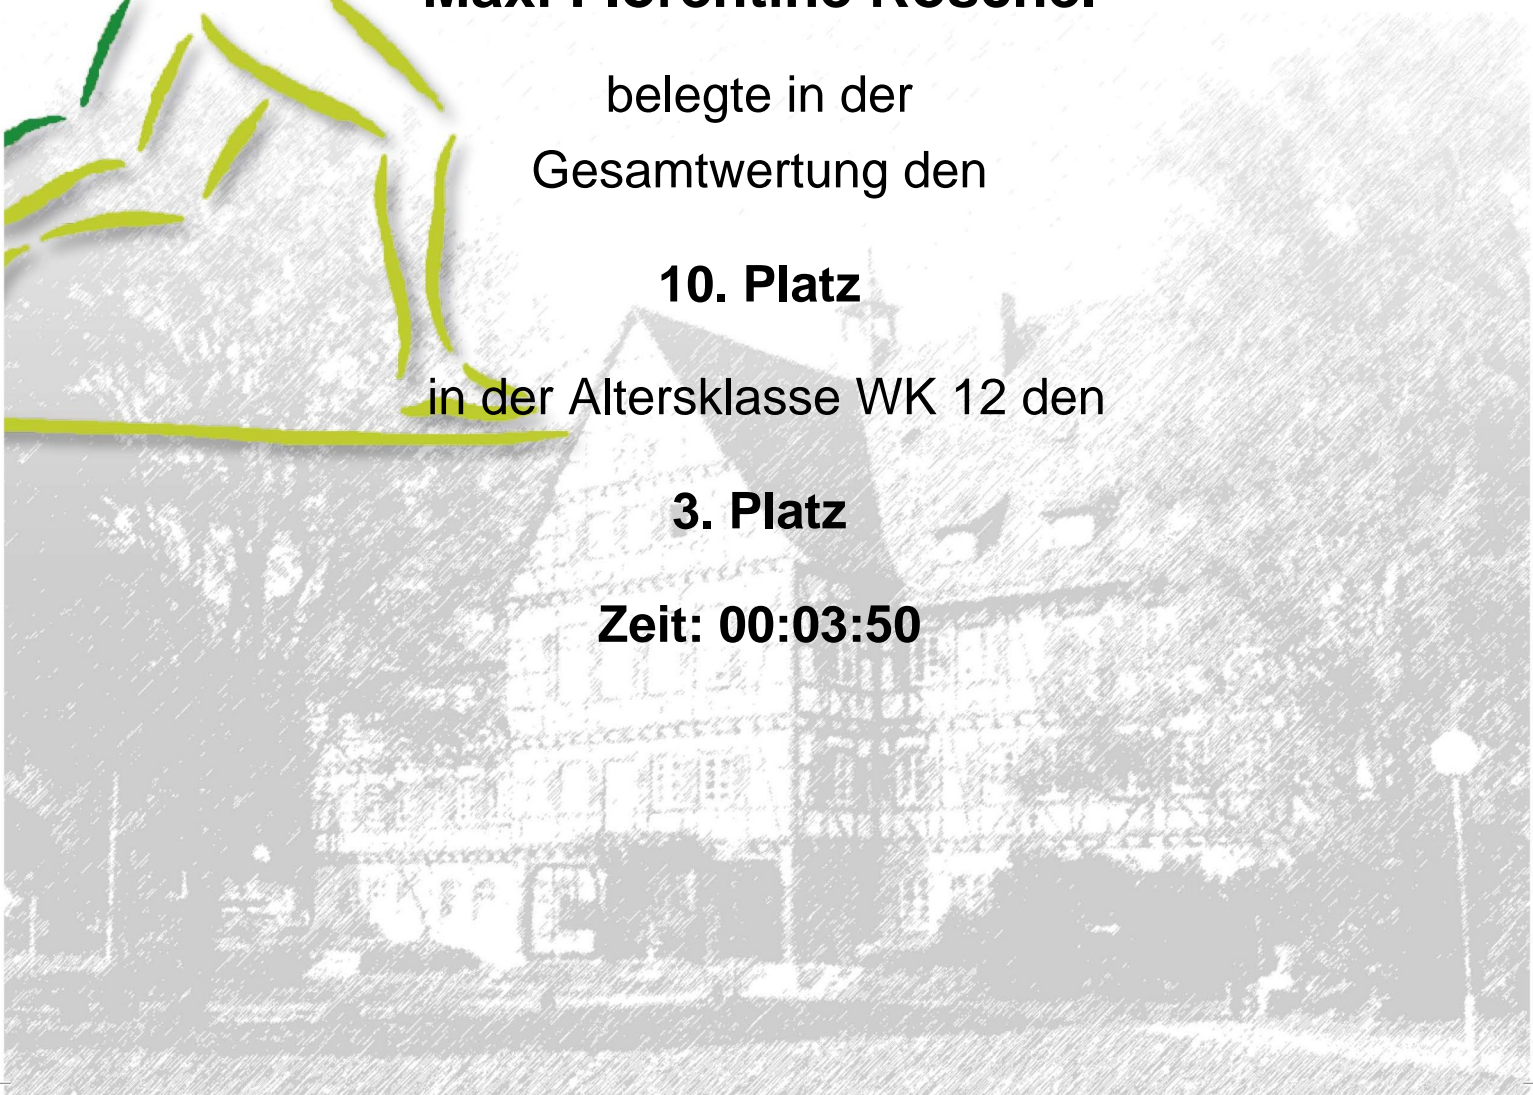 belegte in der
Gesamtwertung den
10. Platz
in der Altersklasse WK 12 den
3. Platz
Zeit: 00:03:50